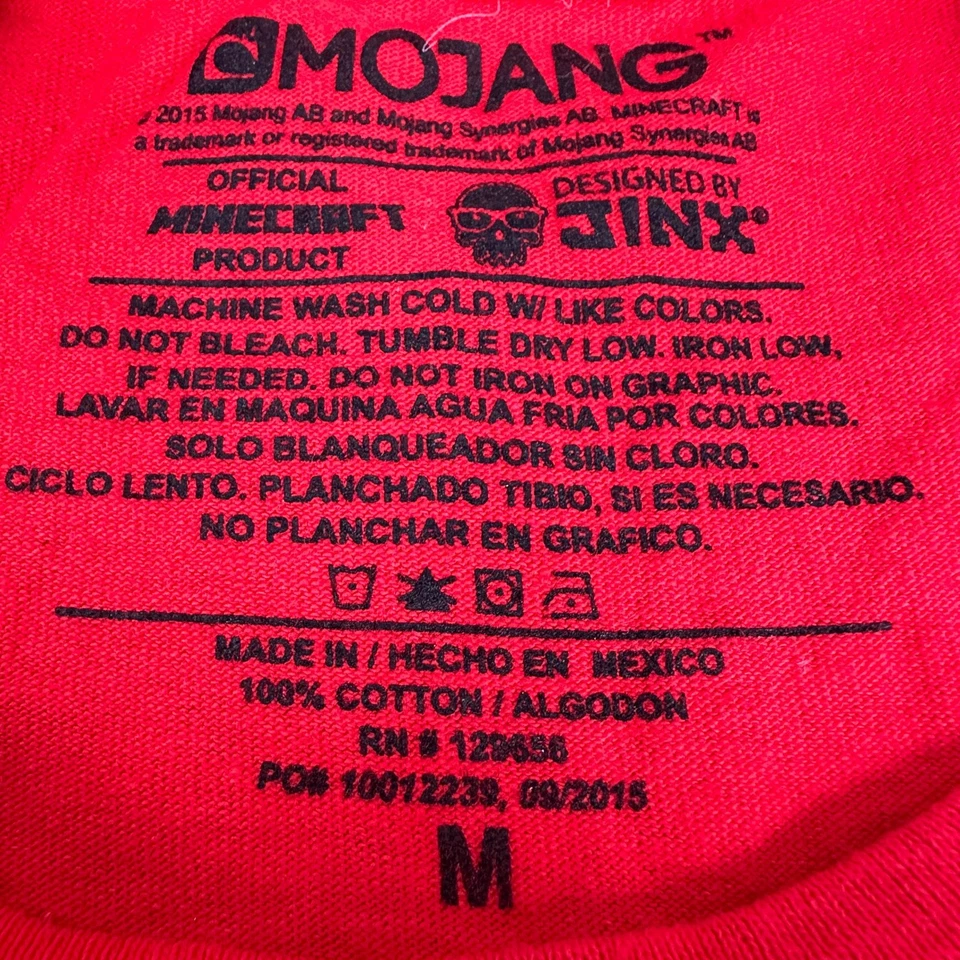 MOJANG™
© 2015 Mojang AB and Mojang Synergies AB. MINECRAFT is
a trademark or registered trademark of Mojang Synergies AB
OFFICIAL
MINECRAFT
PRODUCT
DESIGNED BY
JINX®
MACHINE WASH COLD W/ LIKE COLORS.
DO NOT BLEACH. TUMBLE DRY LOW. IRON LOW,
IF NEEDED. DO NOT IRON ON GRAPHIC.
LAVAR EN MAQUINA AGUA FRIA POR COLORES.
SOLO BLANQUEADOR SIN CLORO.
CICLO LENTO. PLANCHADO TIBIO, SI ES NECESARIO.
NO PLANCHAR EN GRAFICO.
MADE IN / HECHO EN MEXICO
100% COTTON / ALGODON
RN # 129656
PO# 10012239, 09/2015
M